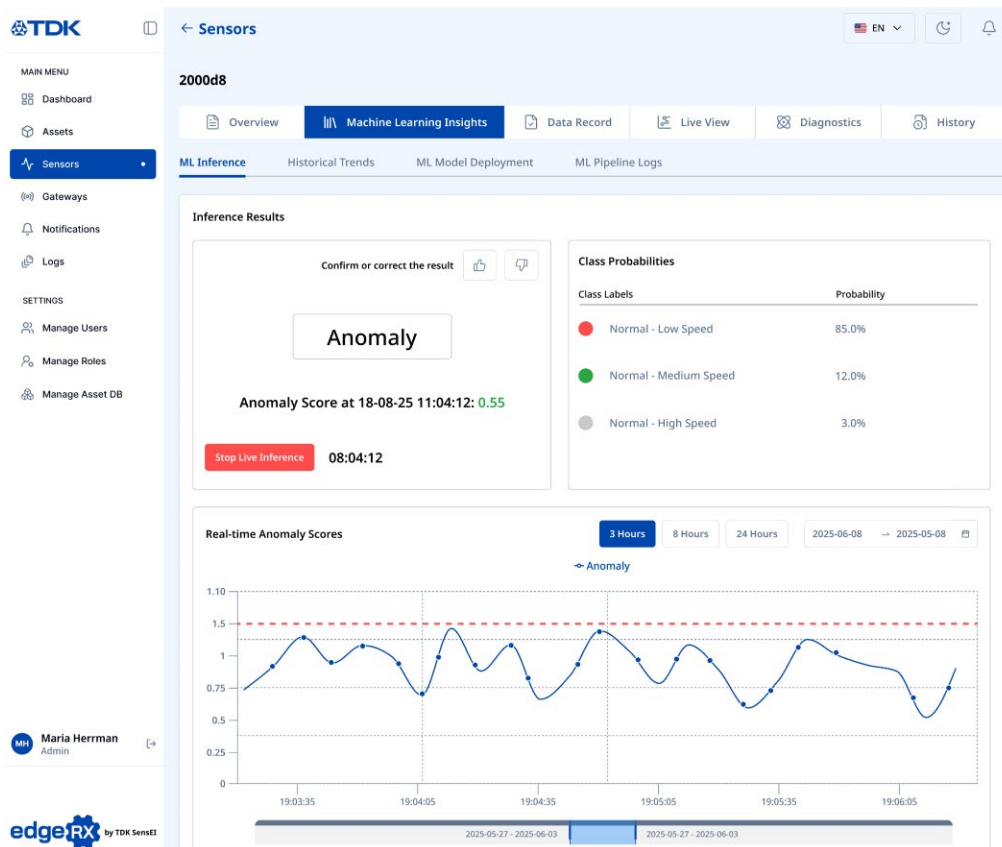 TDK
← Sensors
EN
MAIN MENU
Dashboard
Assets
Sensors
Gateways
Notifications
Logs
SETTINGS
Manage Users
Manage Roles
Manage Asset DB
MH
Maria Herrman
Admin
edgeRX by TDK SensEI
2000d8
Overview
Machine Learning Insights
Data Record
Live View
Diagnostics
History
ML Inference
Historical Trends
ML Model Deployment
ML Pipeline Logs
Inference Results
Confirm or correct the result
Anomaly
Anomaly Score at 18-08-25 11:04:12: 0.55
Stop Live Inference
08:04:12
Class Probabilities
Class Labels Probability
Normal - Low Speed 85.0%
Normal - Medium Speed 12.0%
Normal - High Speed 3.0%
Real-time Anomaly Scores
3 Hours
8 Hours
24 Hours
2025-06-08 → 2025-05-08
Anomaly
1.10
1.5
1
0.75
0.5
0.25
0
19:03:35 19:04:05 19:04:35 19:05:05 19:05:35 19:06:05
2025-05-27 - 2025-06-03 2025-05-27 - 2025-06-03